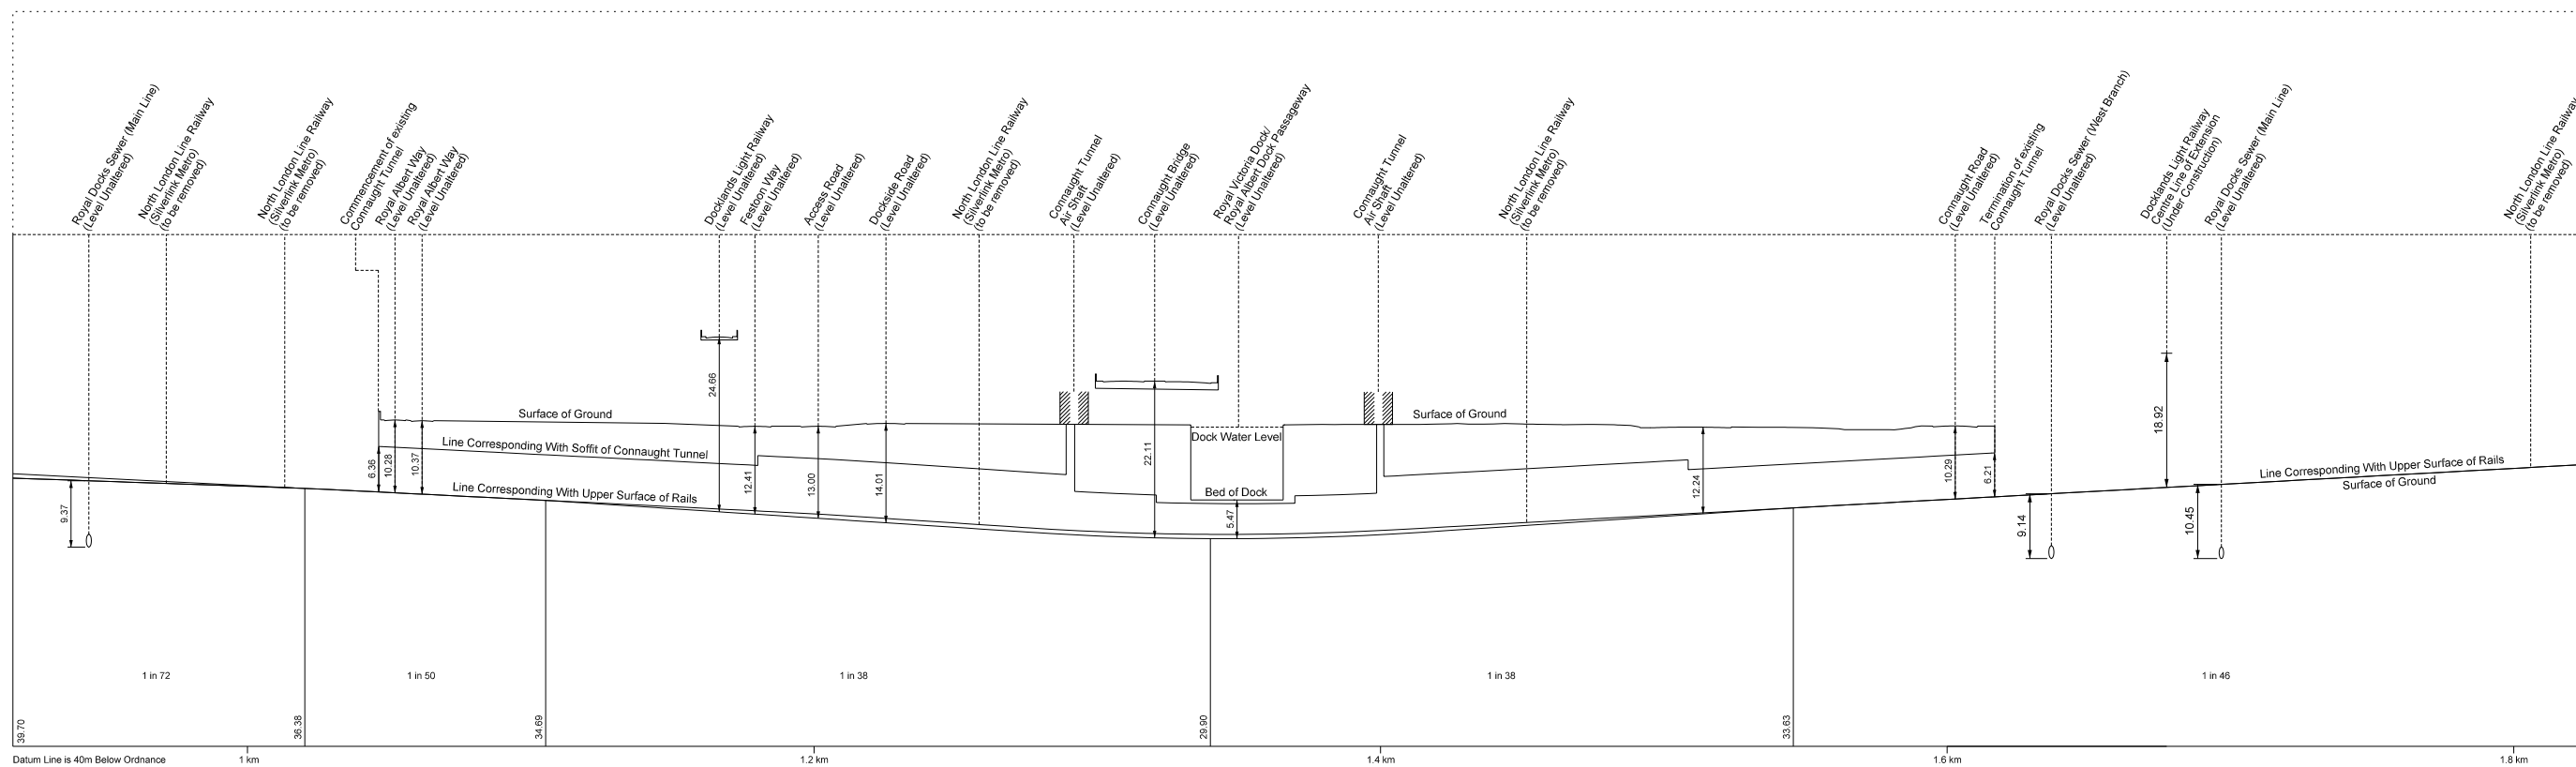 Royal Docks Sewer (Main Line)
(Level Unaltered)
North London Line Railway
(Silverlink Metro)
(to be removed)
North London Line Railway
(Silverlink Metro)
(to be removed)
Commencement of existing
Connaught Tunnel
Royal Albert Way
(Level Unaltered)
Royal Albert Way
(Level Unaltered)
Docklands Light Railway
(Level Unaltered)
Festoon Way
(Level Unaltered)
Access Road
(Level Unaltered)
Dockside Road
(Level Unaltered)
North London Line Railway
(Silverlink Metro)
(to be removed)
Connaught Tunnel
Air Shaft
(Level Unaltered)
Connaught Bridge
(Level Unaltered)
Royal Victoria Dock/
Royal Albert Dock Passageway
(Level Unaltered)
Connaught Tunnel
Air Shaft
(Level Unaltered)
North London Line Railway
(Silverlink Metro)
(to be removed)
Connaught Road
(Level Unaltered)
Termination of existing
Connaught Tunnel
Royal Docks Sewer (West Branch)
(Level Unaltered)
Docklands Light Railway
Centre Line of Extension
(Under Construction)
Royal Docks Sewer (Main Line)
(Level Unaltered)
North London Line Railway
(Silverlink Metro)
(to be removed)
24.66
18.92
Surface of Ground
Surface of Ground
Line Corresponding With Soffit of Connaught Tunnel
Dock Water Level
22.11
6.36
10.28
10.37
12.41
13.00
14.01
12.24
10.29
6.21
Line Corresponding With Upper Surface of Rails
Bed of Dock
Line Corresponding With Upper Surface of Rails
Surface of Ground
9.37
5.47
9.14
10.45
1 in 72
1 in 50
1 in 38
1 in 38
1 in 46
39.70
36.38
34.69
29.90
33.63
Datum Line is 40m Below Ordnance
1 km
1.2 km
1.4 km
1.6 km
1.8 km